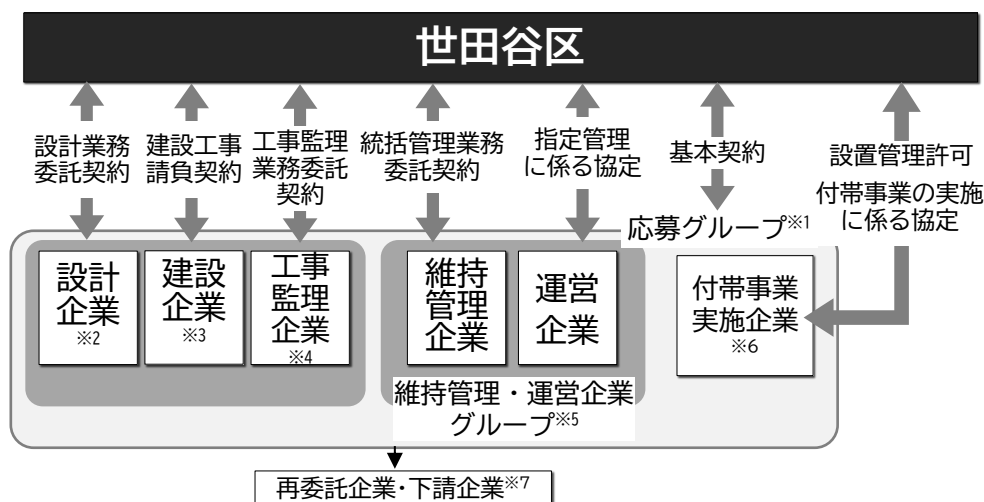 世田谷区
設計業務
委託契約
建設工事
請負契約
工事監理
業務委託
契約
統括管理業務
委託契約
指定管理
に係る協定
基本契約
設置管理許可
付帯事業の実施
に係る協定
応募グループ※1
設計
企業
※2
建設
企業
※3
工事
監理
企業
※4
維持
管理
企業
運営
企業
付帯事業
実施企業
※6
維持管理・運営企業
グループ※5
再委託企業・下請企業※7